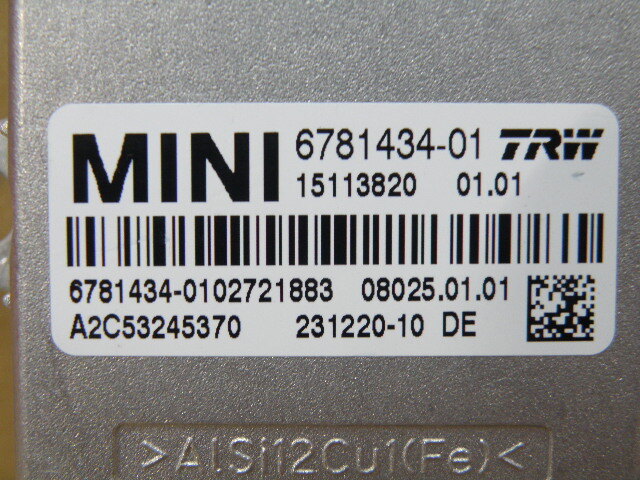 MINI 6781434-01 TRW
15113820 01.01
6781434-0102721883 08025.01.01
A2C53245370 231220-10 DE
>AlSi12Cu1(Fe)<